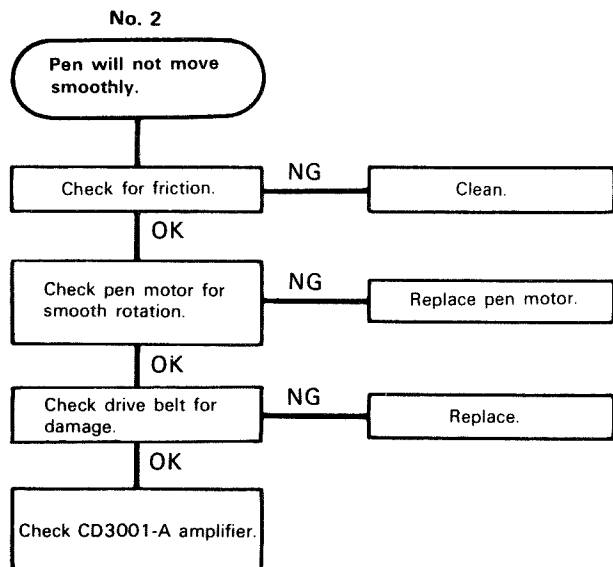 No. 2
Pen will not move
smoothly.
Check for friction.
NG
Clean.
OK
Check pen motor for
smooth rotation.
NG
Replace pen motor.
OK
Check drive belt for
damage.
NG
Replace.
OK
Check CD3001-A amplifier.